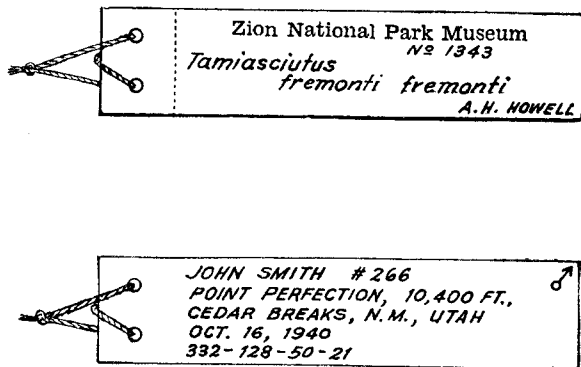 Zion National Park Museum
Nº 1343
Tamiasciutus
fremonti fremonti
A.H. HOWELL
JOHN SMITH #266 ♂
POINT PERFECTION, 10,400 FT.,
CEDAR BREAKS, N.M., UTAH
OCT. 16, 1940
332-128-50-21